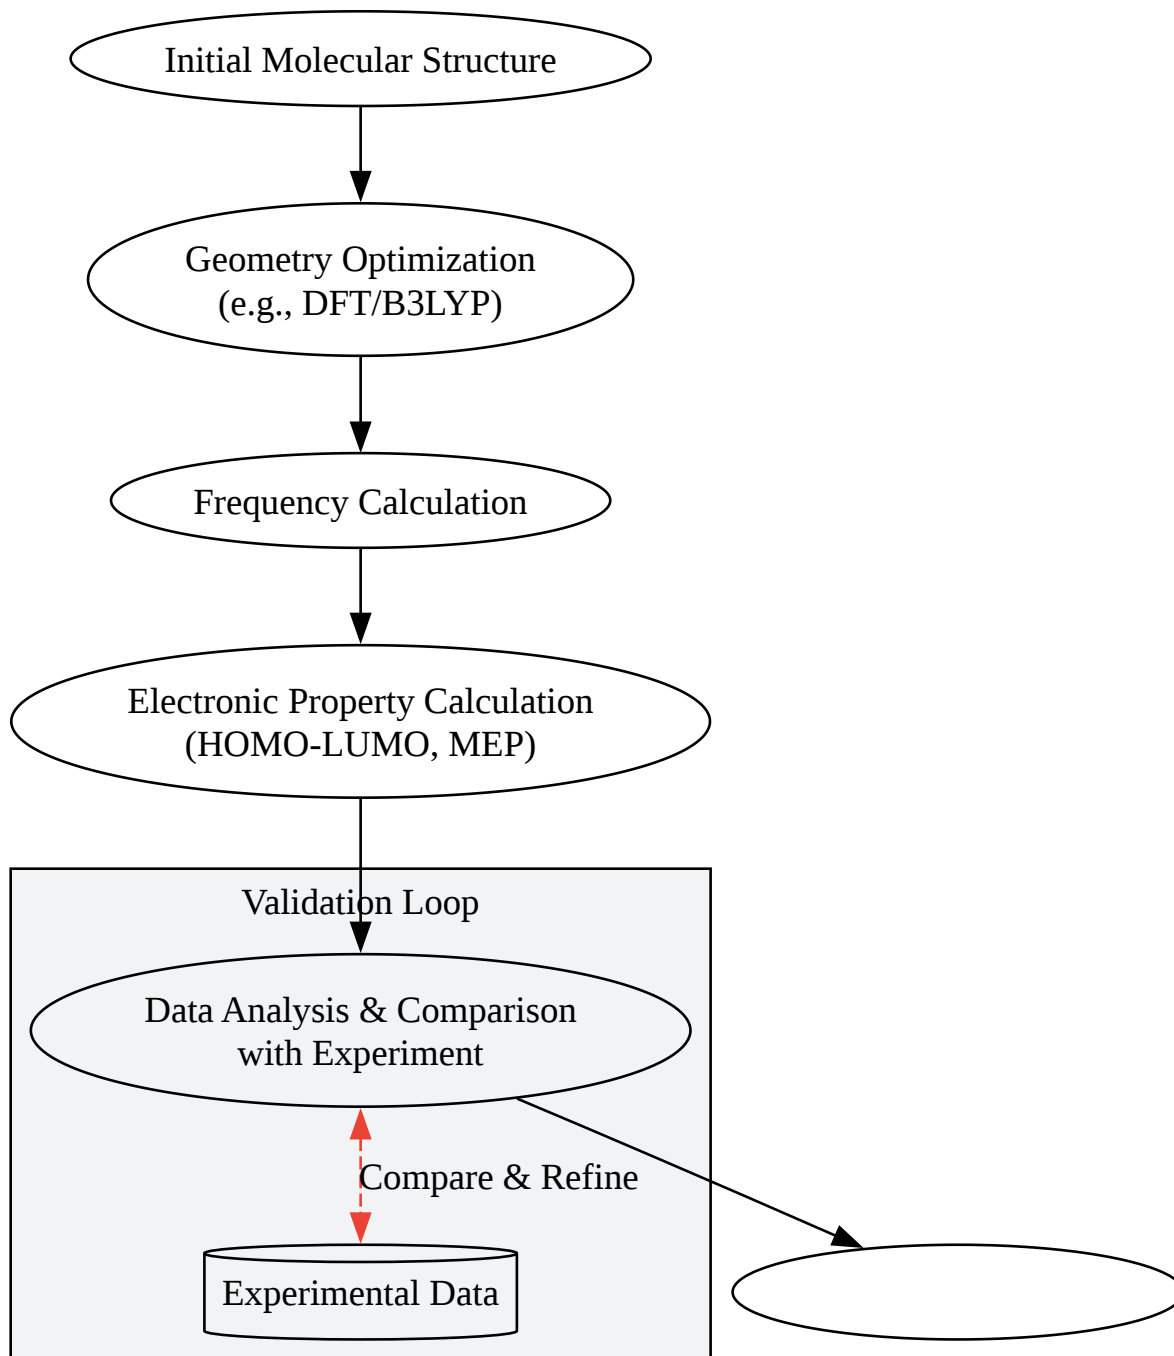 Initial Molecular Structure
Geometry Optimization
(e.g., DFT/B3LYP)
Frequency Calculation
Electronic Property Calculation
(HOMO-LUMO, MEP)
Validation Loop
Data Analysis & Comparison
with Experiment
Compare & Refine
Experimental Data